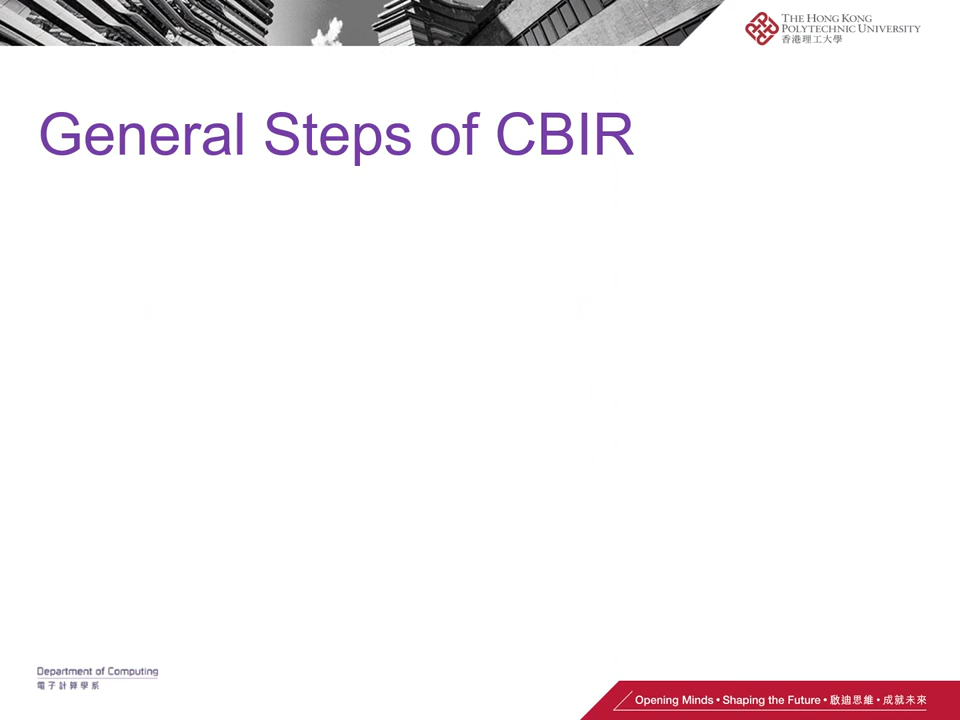 THE HONG KONG
POLYTECHNIC UNIVERSITY
香港理工大學
General Steps of CBIR
Department of Computing
電子計算學系
Opening Minds • Shaping the Future • 啟迪思維 • 成就未來